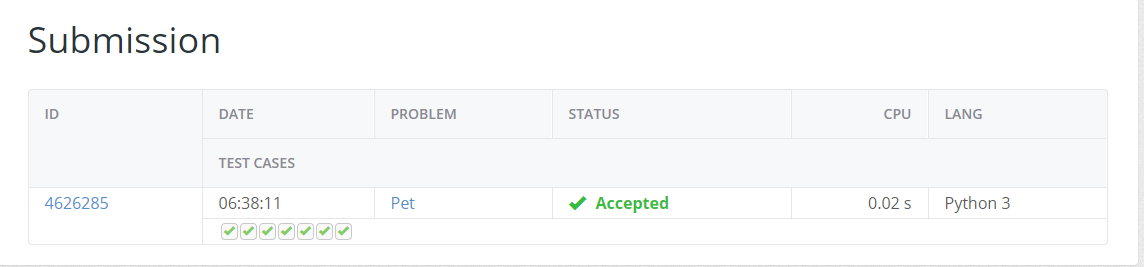 Submission
ID DATE PROBLEM STATUS CPU LANG
TEST CASES
4626285 06:38:11 Pet Accepted 0.02 s Python 3